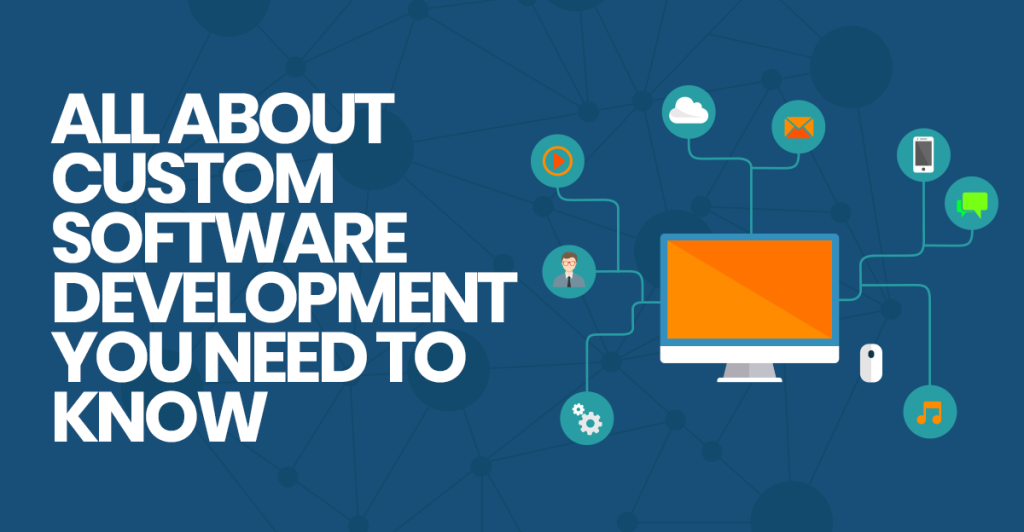 ALL ABOUT
CUSTOM
SOFTWARE
DEVELOPMENT
YOU NEED TO
KNOW